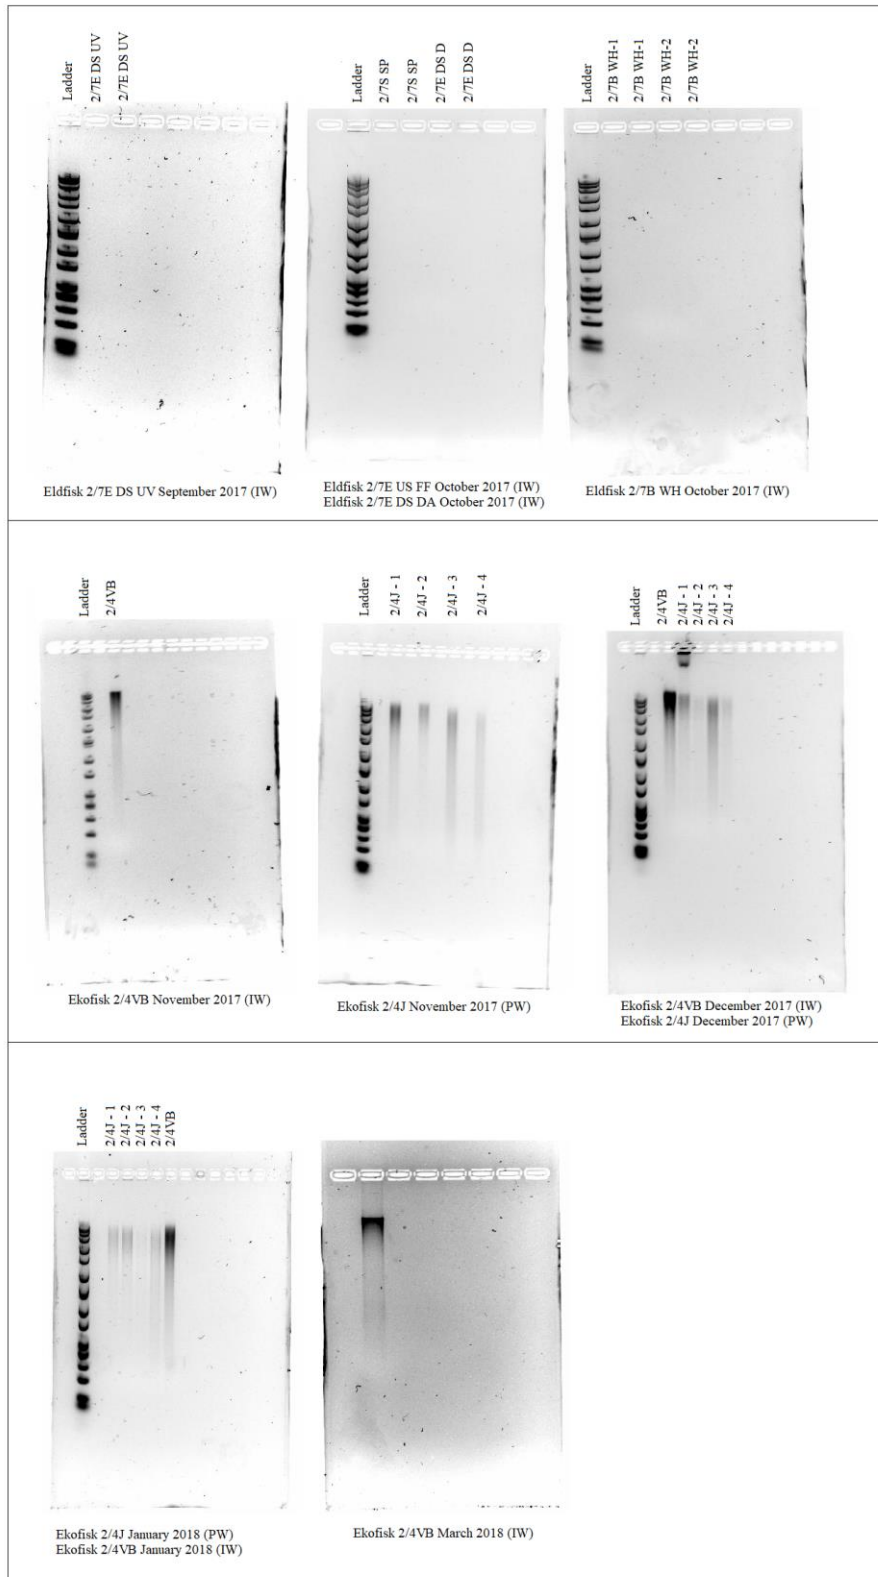 Ladder
2/7E DS UV
2/7E DS UV
Ladder
2/7S SP
2/7S SP
2/7E DS D
2/7E DS D
Ladder
2/7B WH-1
2/7B WH-1
2/7B WH-2
2/7B WH-2
Eldfisk 2/7E DS UV September 2017 (IW)
Eldfisk 2/7E US FF October 2017 (IW)
Eldfisk 2/7E DS DA October 2017 (IW)
Eldfisk 2/7B WH October 2017 (IW)
Ladder
2/4VB
Ladder
2/4J - 1
2/4J - 2
2/4J - 3
2/4J - 4
Ladder
2/4VB
2/4J - 1
2/4J - 2
2/4J - 3
2/4J - 4
Ekofisk 2/4VB November 2017 (IW)
Ekofisk 2/4J November 2017 (PW)
Ekofisk 2/4VB December 2017 (IW)
Ekofisk 2/4J December 2017 (PW)
Ladder
2/4J - 1
2/4J - 2
2/4J - 3
2/4J - 4
2/4VB
Ekofisk 2/4J January 2018 (PW)
Ekofisk 2/4VB January 2018 (IW)
Ekofisk 2/4VB March 2018 (IW)